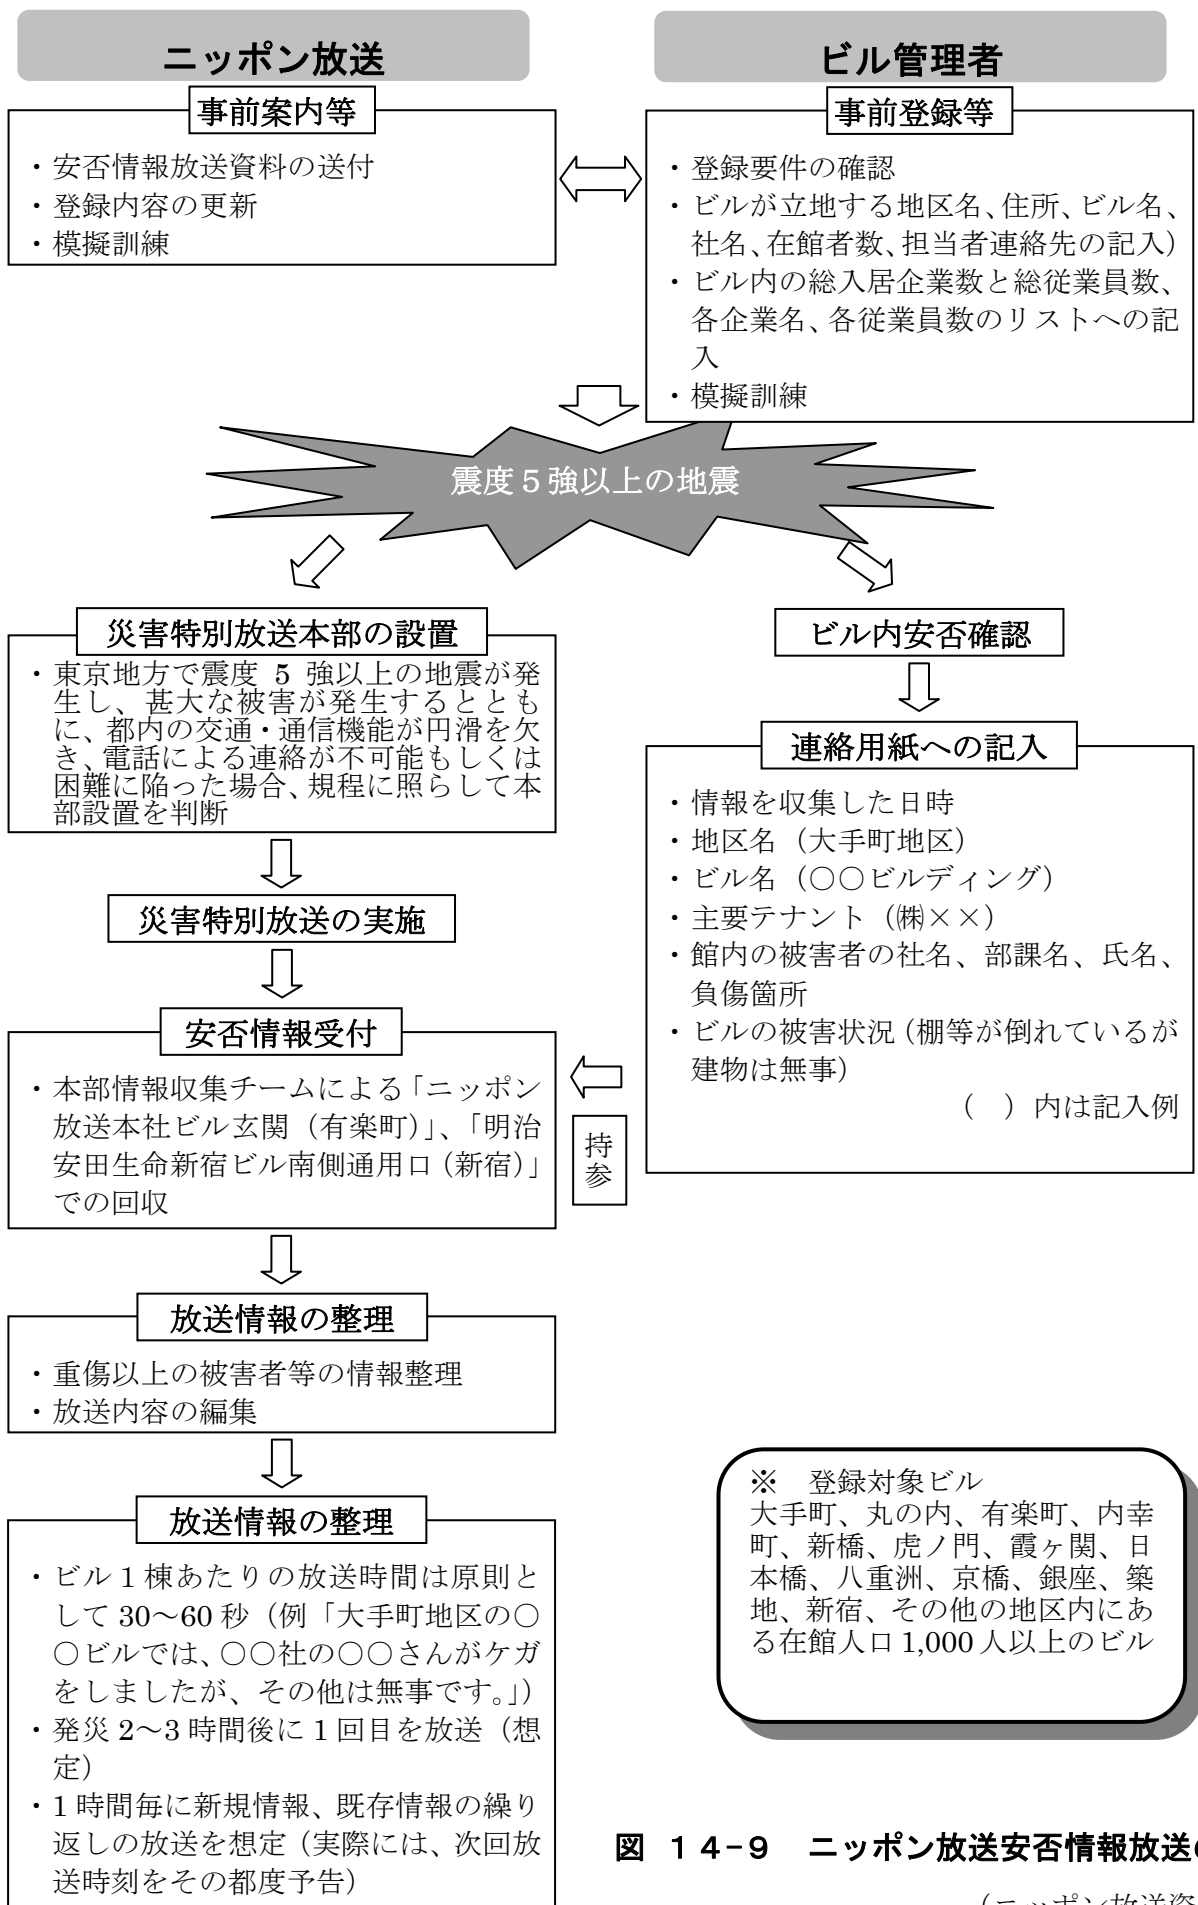 ニッポン放送
事前案内等
・安否情報放送資料の送付
・登録内容の更新
・模擬訓練
ビル管理者
事前登録等
・登録要件の確認
・ビルが立地する地区名、住所、ビル名、
社名、在館者数、担当者連絡先の記入）
・ビル内の総入居企業数と総従業員数、
各企業名、各従業員数のリストへの記
入
・模擬訓練
震度５強以上の地震
災害特別放送本部の設置
・東京地方で震度 5 強以上の地震が発
生し、甚大な被害が発生するととも
に、都内の交通・通信機能が円滑を欠
き、電話による連絡が不可能もしくは
困難に陥った場合、規程に照らして本
部設置を判断
災害特別放送の実施
ビル内安否確認
連絡用紙への記入
・情報を収集した日時
・地区名（大手町地区）
・ビル名（○○ビルディング）
・主要テナント（㈱××）
・館内の被害者の社名、部課名、氏名、
負傷箇所
・ビルの被害状況（棚等が倒れているが
建物は無事）
（　）内は記入例
持
参
安否情報受付
・本部情報収集チームによる「ニッポン
放送本社ビル玄関（有楽町）」、「明治
安田生命新宿ビル南側通用口（新宿）」
での回収
放送情報の整理
・重傷以上の被害者等の情報整理
・放送内容の編集
放送情報の整理
・ビル 1 棟あたりの放送時間は原則と
して 30～60 秒（例「大手町地区の○
○ビルでは、○○社の○○さんがケガ
をしましたが、その他は無事です。」）
・発災 2～3 時間後に 1 回目を放送（想
定）
・1 時間毎に新規情報、既存情報の繰り
返しの放送を想定（実際には、次回放
送時刻をその都度予告）
※　登録対象ビル
大手町、丸の内、有楽町、内幸
町、新橋、虎ノ門、霞ヶ関、日
本橋、八重洲、京橋、銀座、築
地、新宿、その他の地区内にあ
る在館人口 1,000 人以上のビル
図 １４−９　ニッポン放送安否情報放送の
（ニッポン放送資